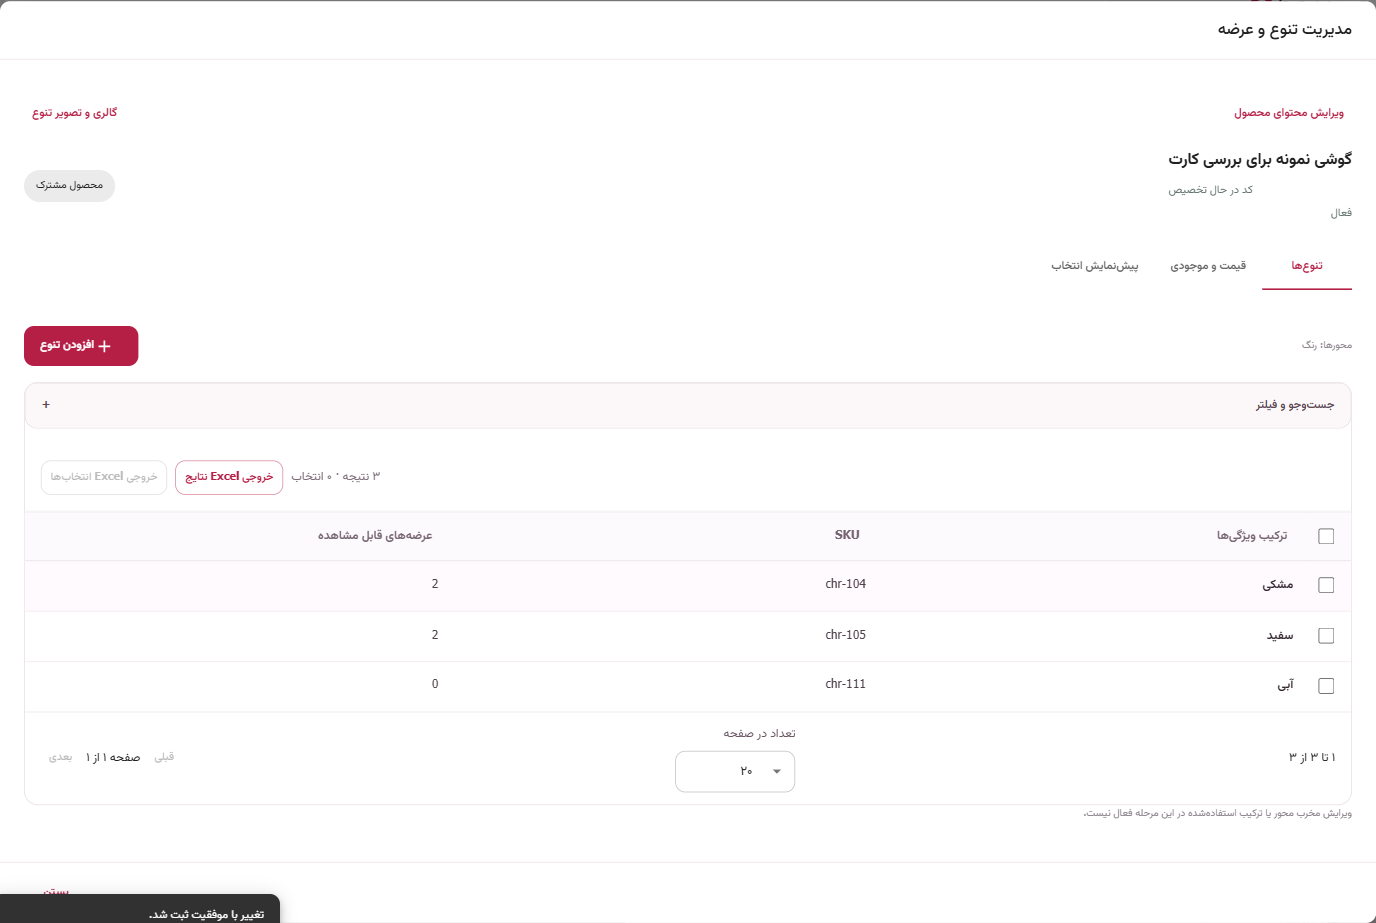 مدیریت تنوع و عرضه
ویرایش محتوای محصول
گالری و تصویر تنوع
گوشی نمونه برای بررسی کارت
کد در حال تخصیص
محصول مشترک
فعال
تنوع‌ها
قیمت و موجودی
پیش‌نمایش انتخاب
محورها: رنگ
افزودن تنوع +
جست‌وجو و فیلتر
+
۳ نتیجه · ۰ انتخاب
خروجی Excel نتایج
خروجی Excel انتخاب‌ها
ترکیب ویژگی‌ها SKU عرضه‌های قابل مشاهده
مشکی chr-104 2
سفید chr-105 2
آبی chr-111 0
تعداد در صفحه
۱ تا ۳ از ۳
۲۰
قبلی صفحه ۱ از ۱ بعدی
ویرایش مخرب محور یا ترکیب استفاده‌شده در این مرحله فعال نیست.
بستن
تغییر با موفقیت ثبت شد.